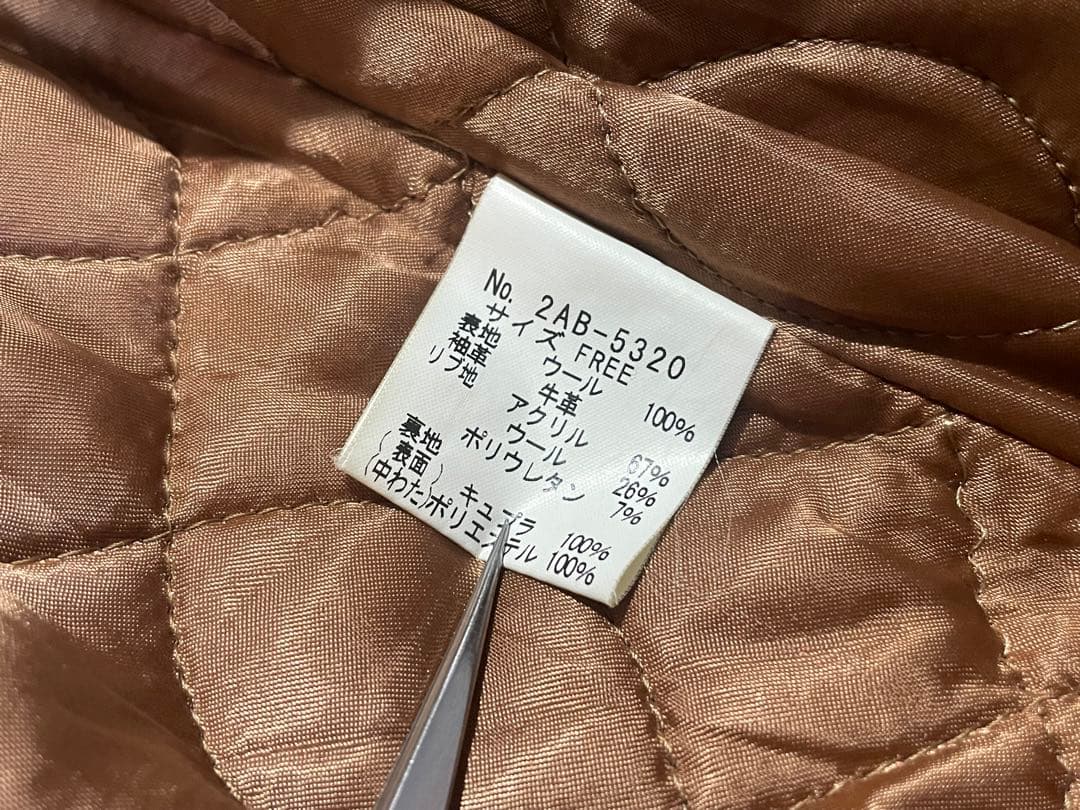 No. 2AB-5320
サイズ FREE
表地 ウール 100%
袖革 牛革
リブ地 アクリル 67%
ウール 26%
ポリウレタン 7%
裏地
(表面) キュプラ 100%
(中わた)ポリエステル 100%